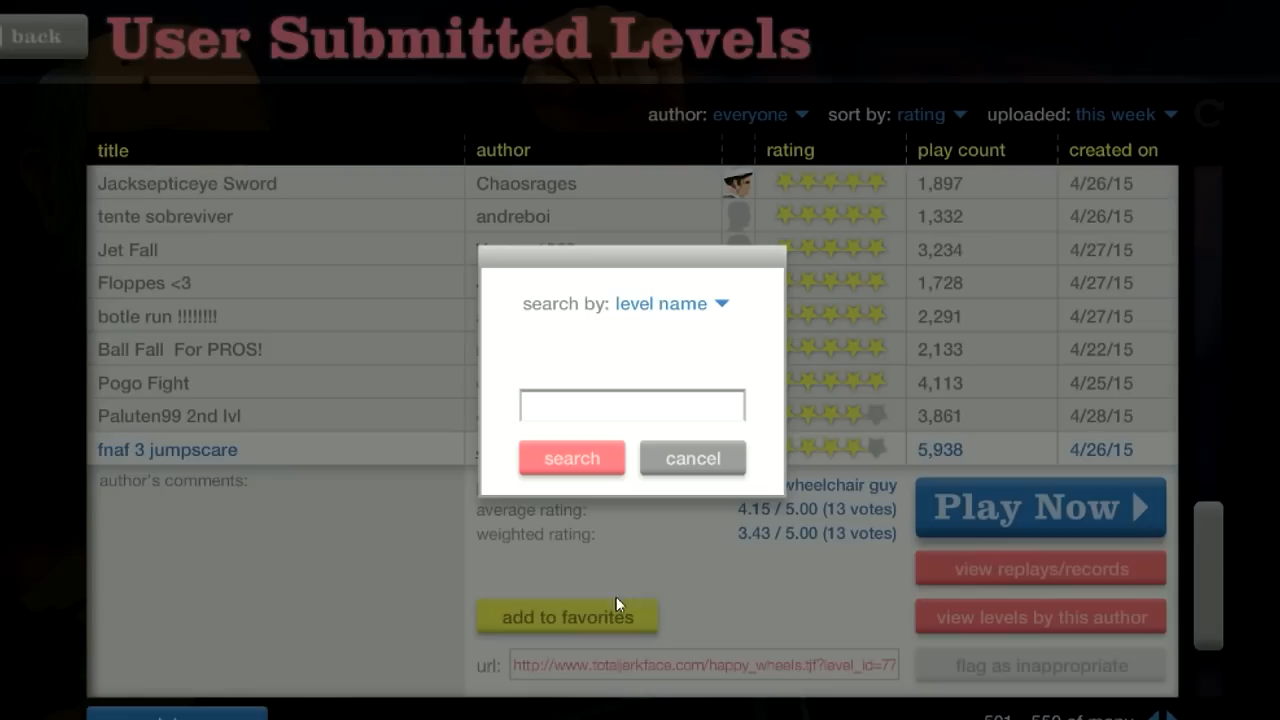 back
User Submitted Levels
author: everyone sort by: rating uploaded: this week
title author rating play count created on
Jacksepticeye Sword Chaosrages 1,897 4/26/15
tente sobreviver andreboi 1,332 4/26/15
Jet Fall 3,234 4/27/15
Floppes <3 1,728 4/27/15
botle run !!!!!!!! 2,291 4/27/15
Ball Fall For PROS! 2,133 4/22/15
Pogo Fight 4,113 4/25/15
Paluten99 2nd lvl 3,861 4/28/15
fnaf 3 jumpscare 5,938 4/26/15
search by: level name
search cancel
author's comments:
wheelchair guy
average rating: 4.15 / 5.00 (13 votes)
weighted rating: 3.43 / 5.00 (13 votes)
Play Now
view replays/records
add to favorites
view levels by this author
url: http://www.totaljerkface.com/happy_wheels.tjf?level_id=77
flag as inappropriate